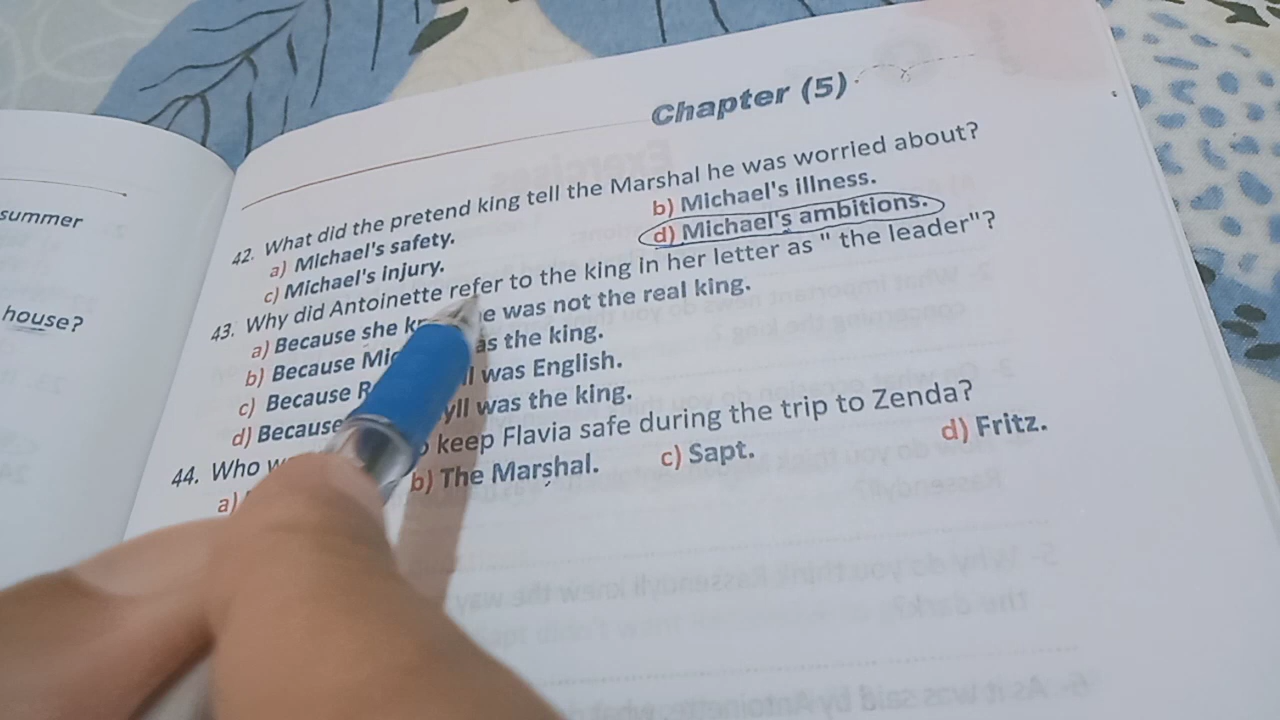 summer
house?
Chapter (5)
42. What did the pretend king tell the Marshal he was worried about?
a) Michael's safety.
b) Michael's illness.
c) Michael's injury.
d) Michael's ambitions.
43. Why did Antoinette refer to the king in her letter as " the leader"?
a) Because she was not the real king.
b) Because the king.
c) Because was English.
d) Because was the king.
44. Who keep Flavia safe during the trip to Zenda?
a)
b) The Marshal.
c) Sapt.
d) Fritz.